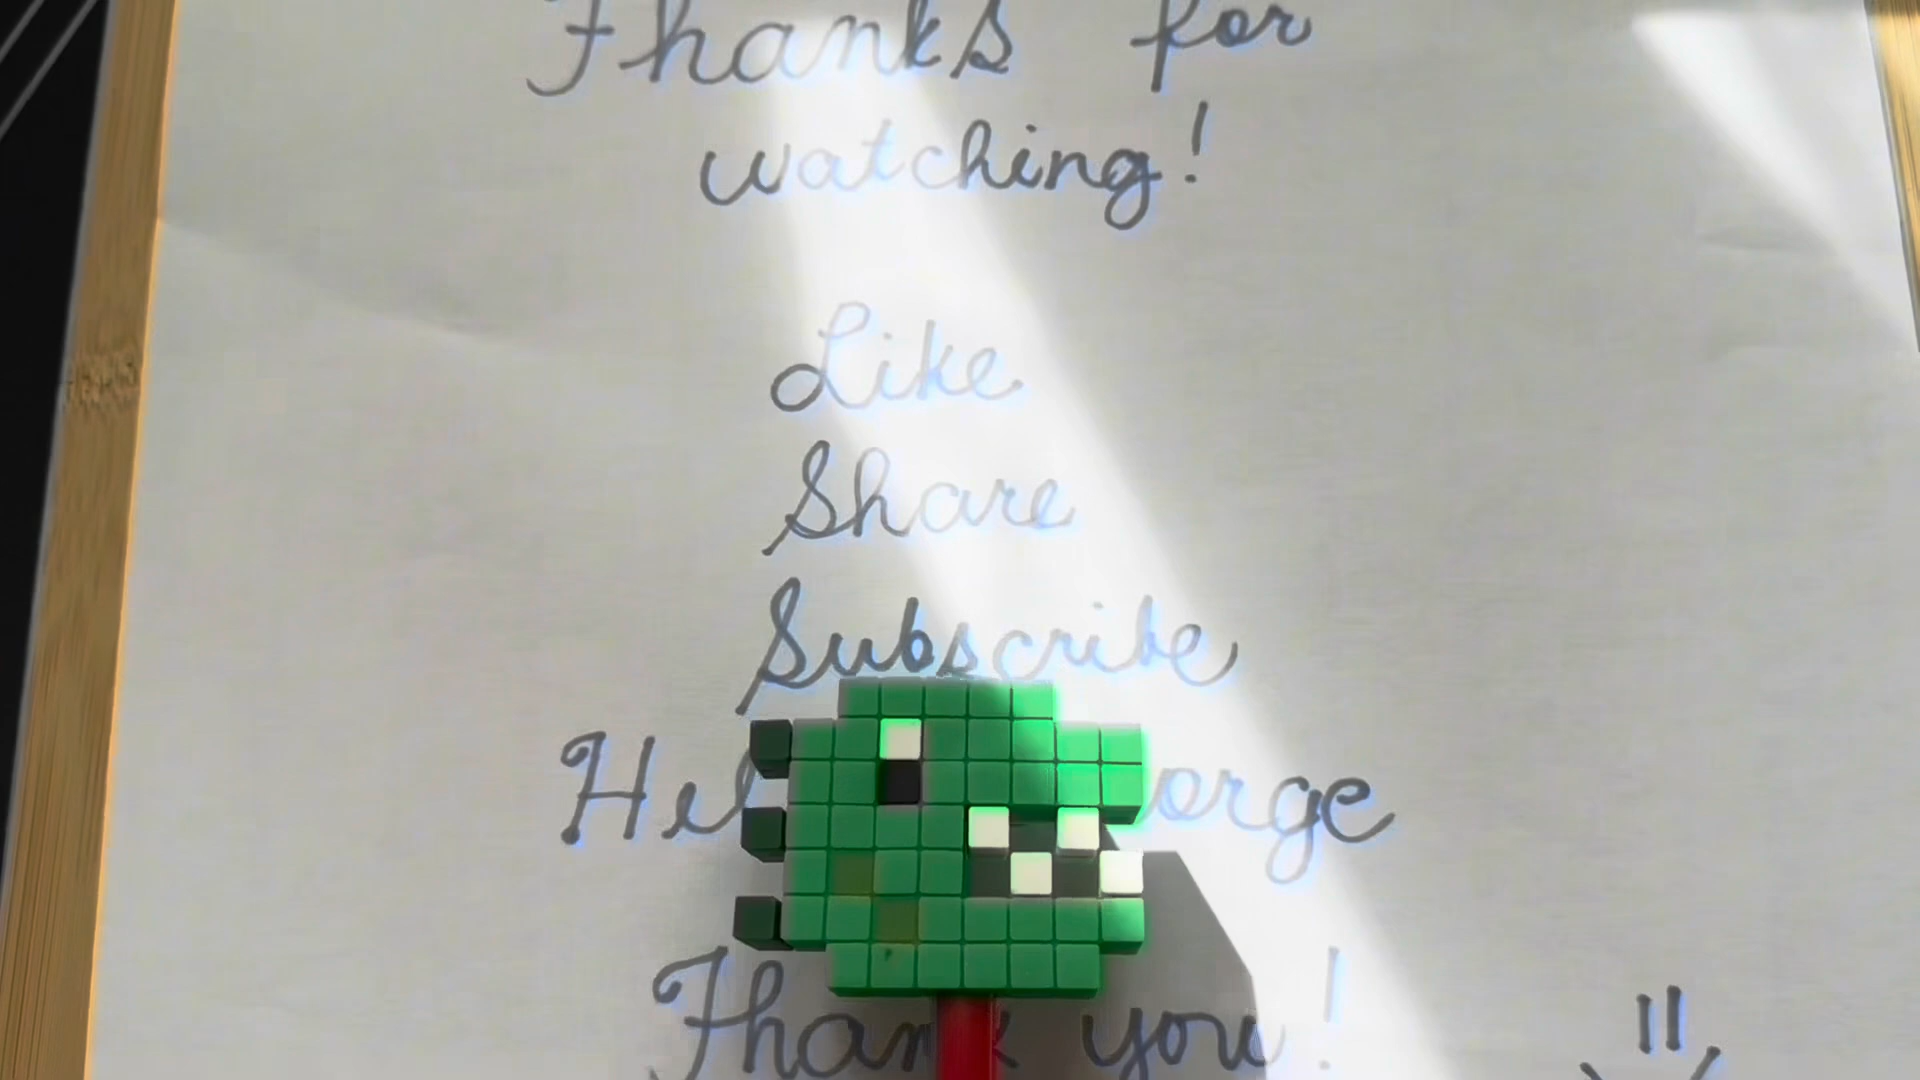 Thanks for
watching!
Like
Share
Subscribe
Thank you!